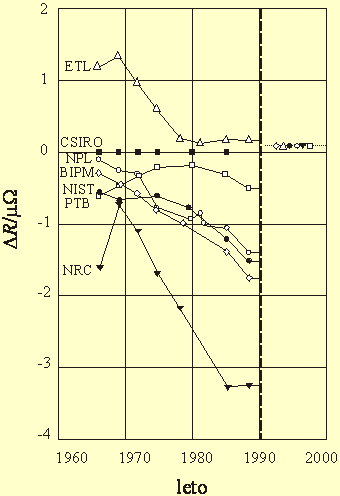 2
1
0
-1
-2
-3
-4
ΔR/μΩ
ETL
CSIRO
NPL
BIPM
NIST
PTB
NRC
1960 1970 1980 1990 2000
leto